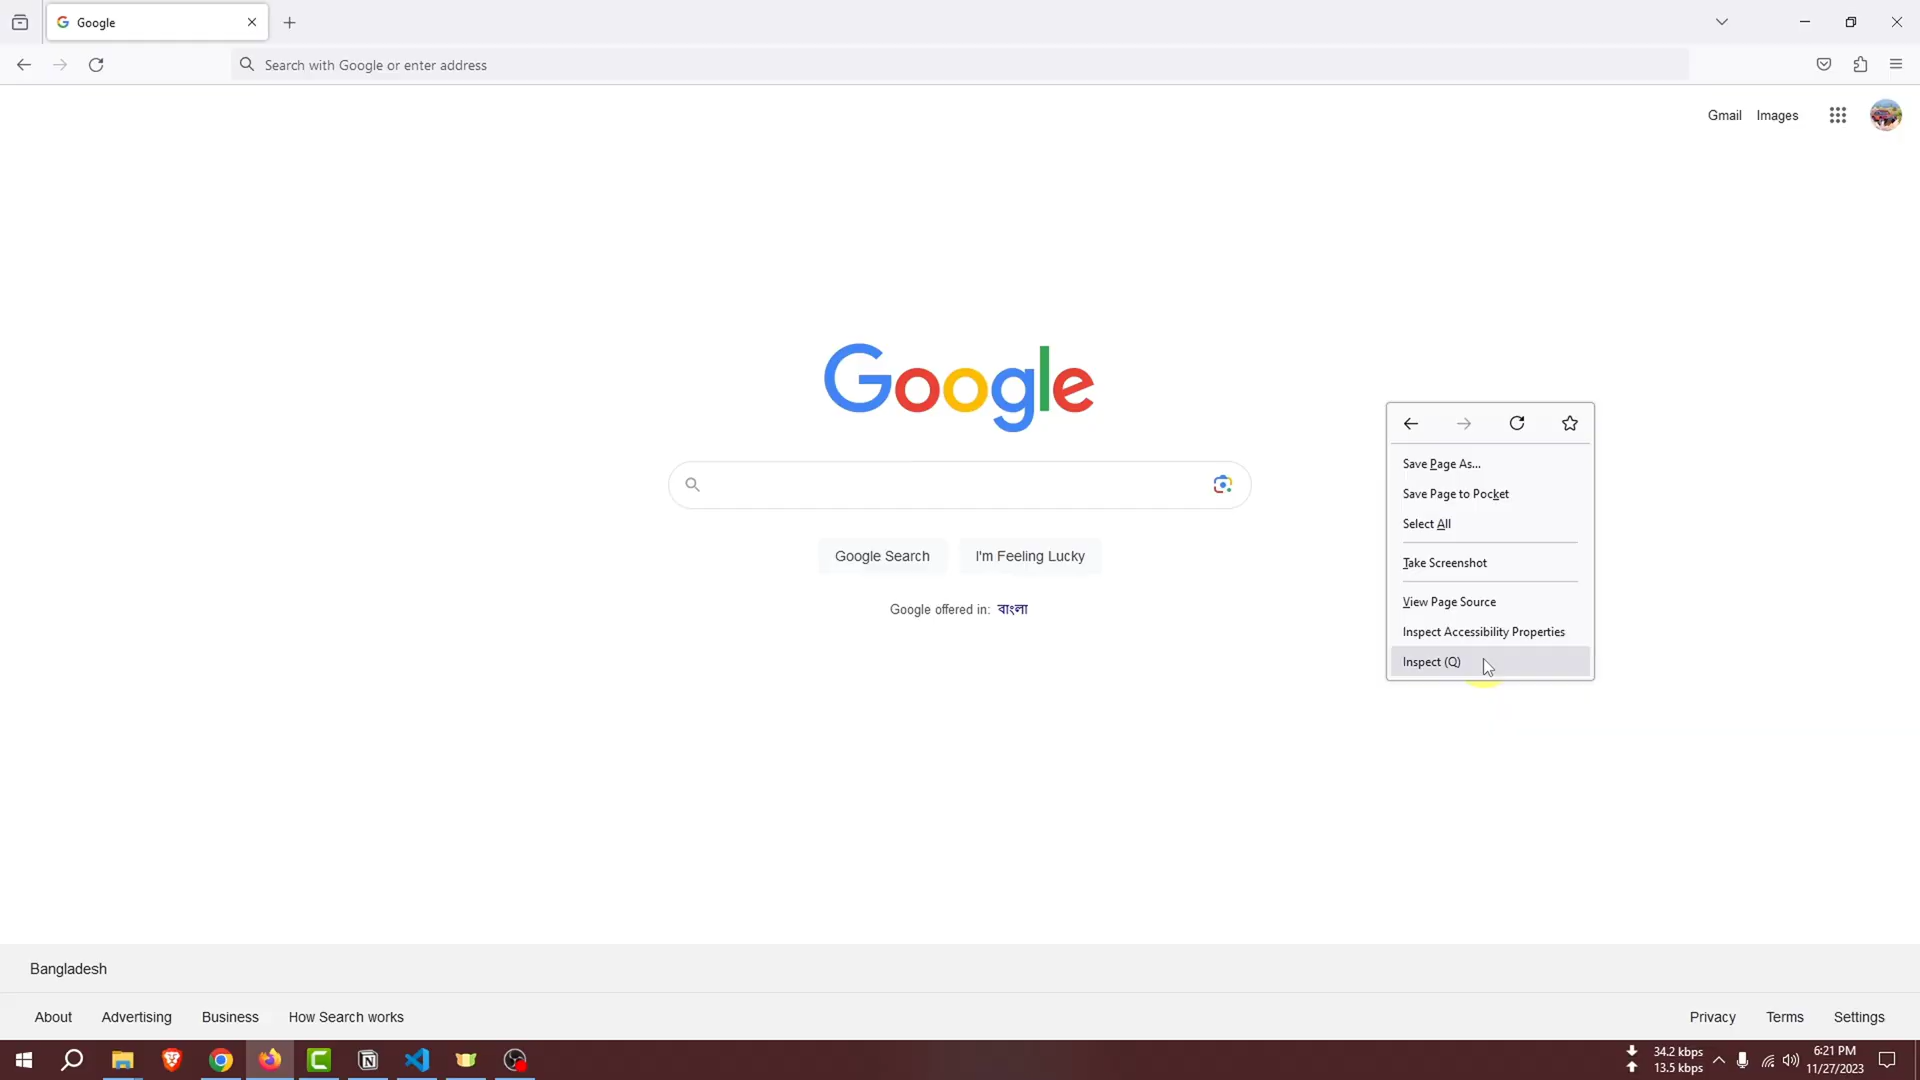 Google
Search with Google or enter address
Gmail Images
Google
Save Page As...
Save Page to Pocket
Select All
Take Screenshot
View Page Source
Inspect Accessibility Properties
Inspect (Q)
Google Search I'm Feeling Lucky
Google offered in: বাংলা
Bangladesh
About Advertising Business How Search works Privacy Terms Settings
34.2 kbps
13.5 kbps
6:21 PM
11/27/2023